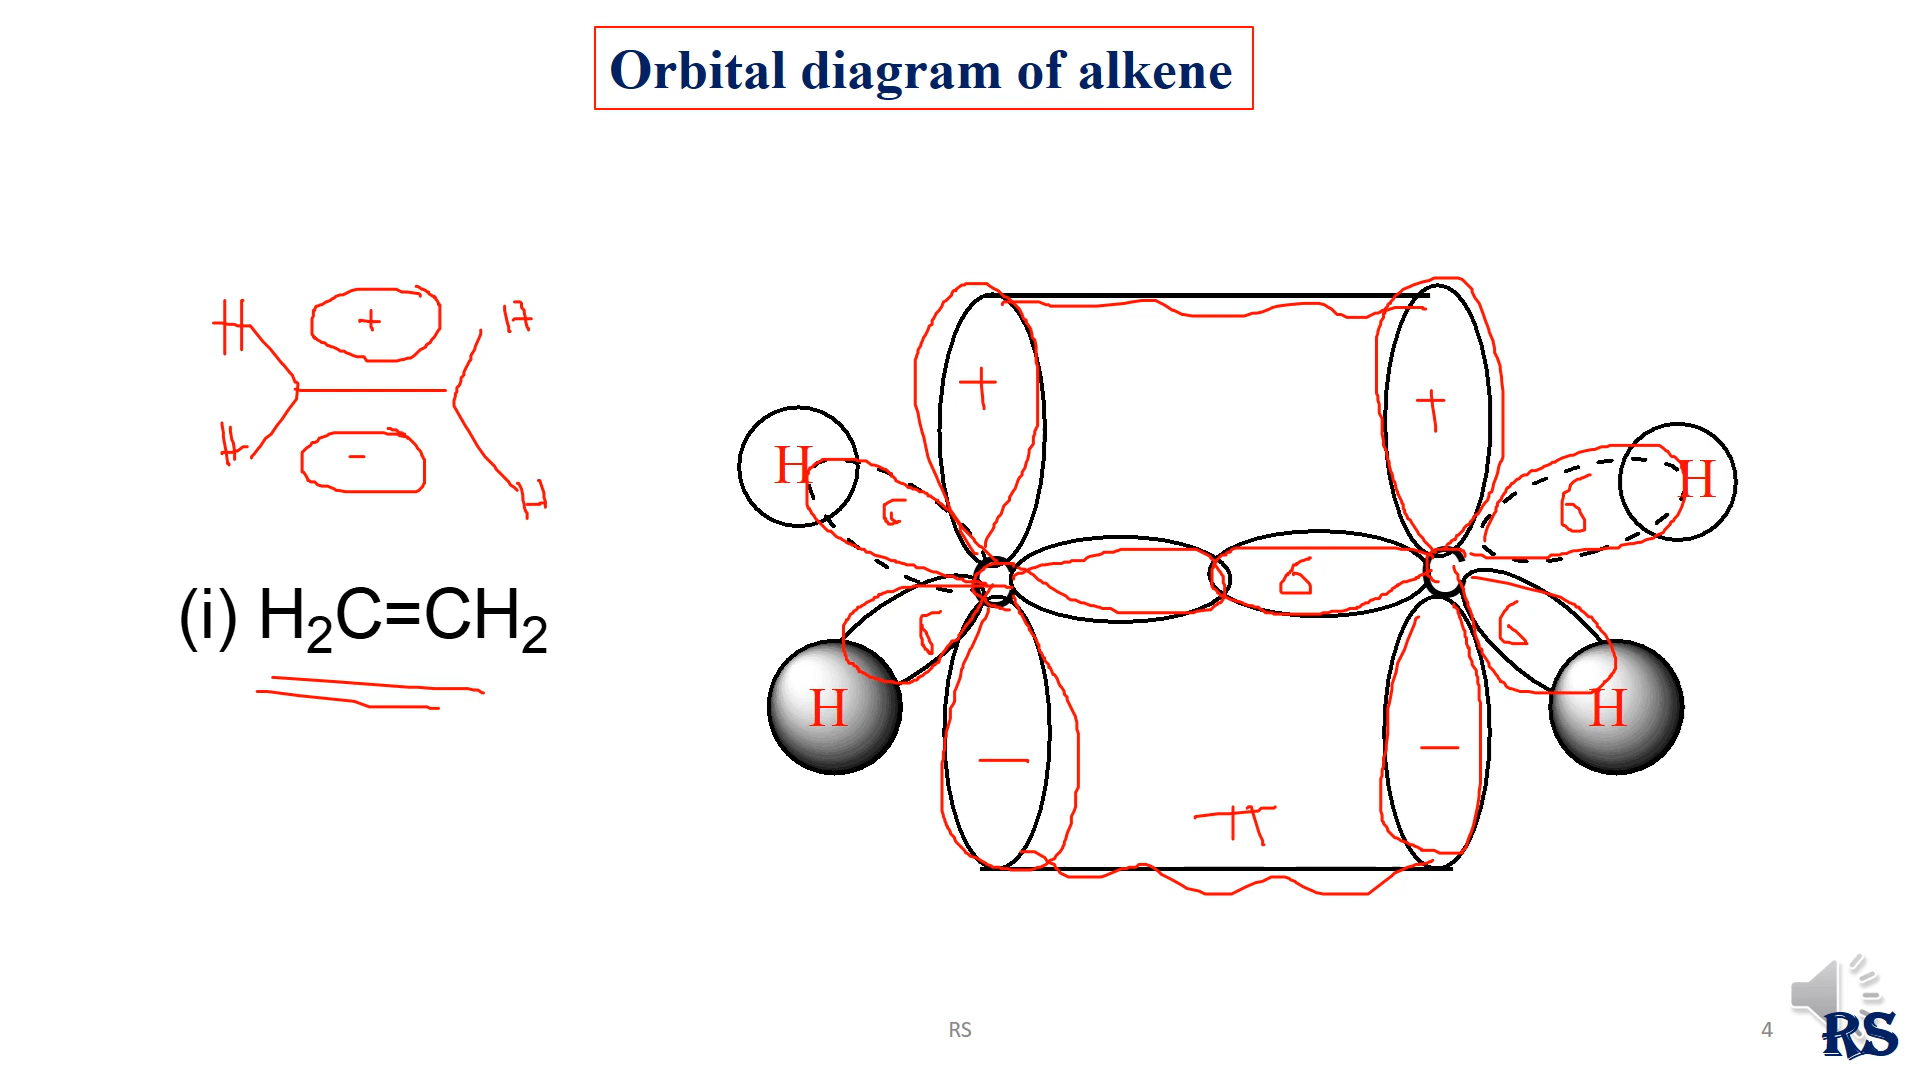 Orbital diagram of alkene
H + H
H - H
(i) H₂C=CH₂
+ +
H σ σ H
σ
σ σ
H H
- -
π
RS
4
RS